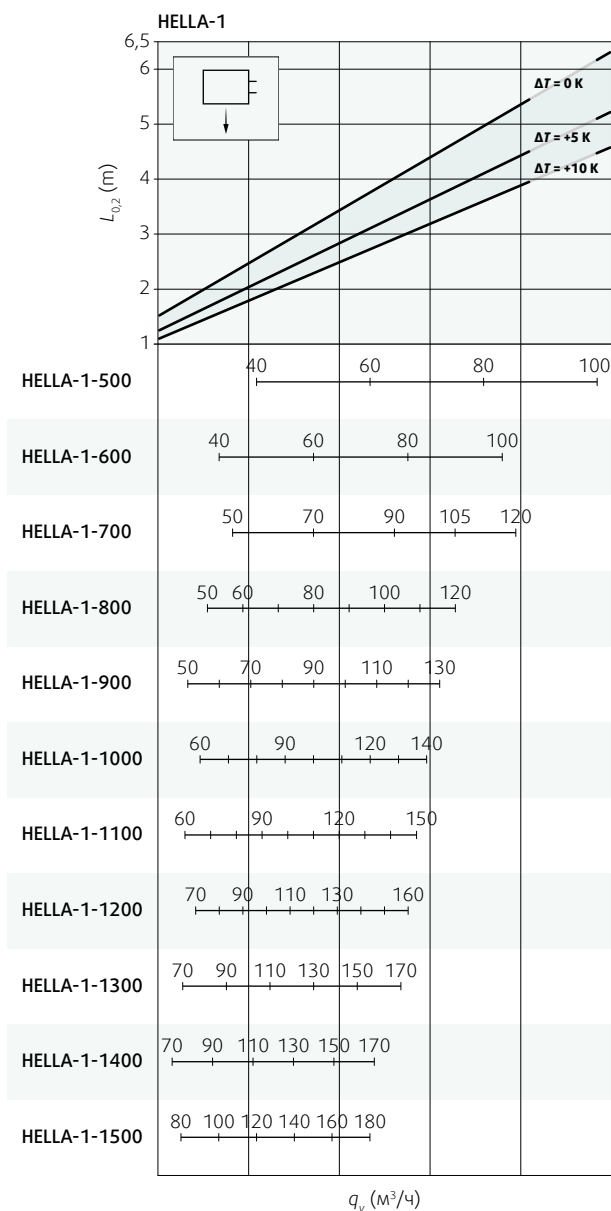 HELLA-1
6,5
6
5
4
3
2
1
L0,2 (m)
ΔT = 0 K
ΔT = +5 K
ΔT = +10 K
HELLA-1-500 40 60 80 100
HELLA-1-600 40 60 80 100
HELLA-1-700 50 70 90 105 120
HELLA-1-800 50 60 80 100 120
HELLA-1-900 50 70 90 110 130
HELLA-1-1000 60 90 120 140
HELLA-1-1100 60 90 120 150
HELLA-1-1200 70 90 110 130 160
HELLA-1-1300 70 90 110 130 150 170
HELLA-1-1400 70 90 110 130 150 170
HELLA-1-1500 80 100 120 140 160 180
qv (м³/ч)